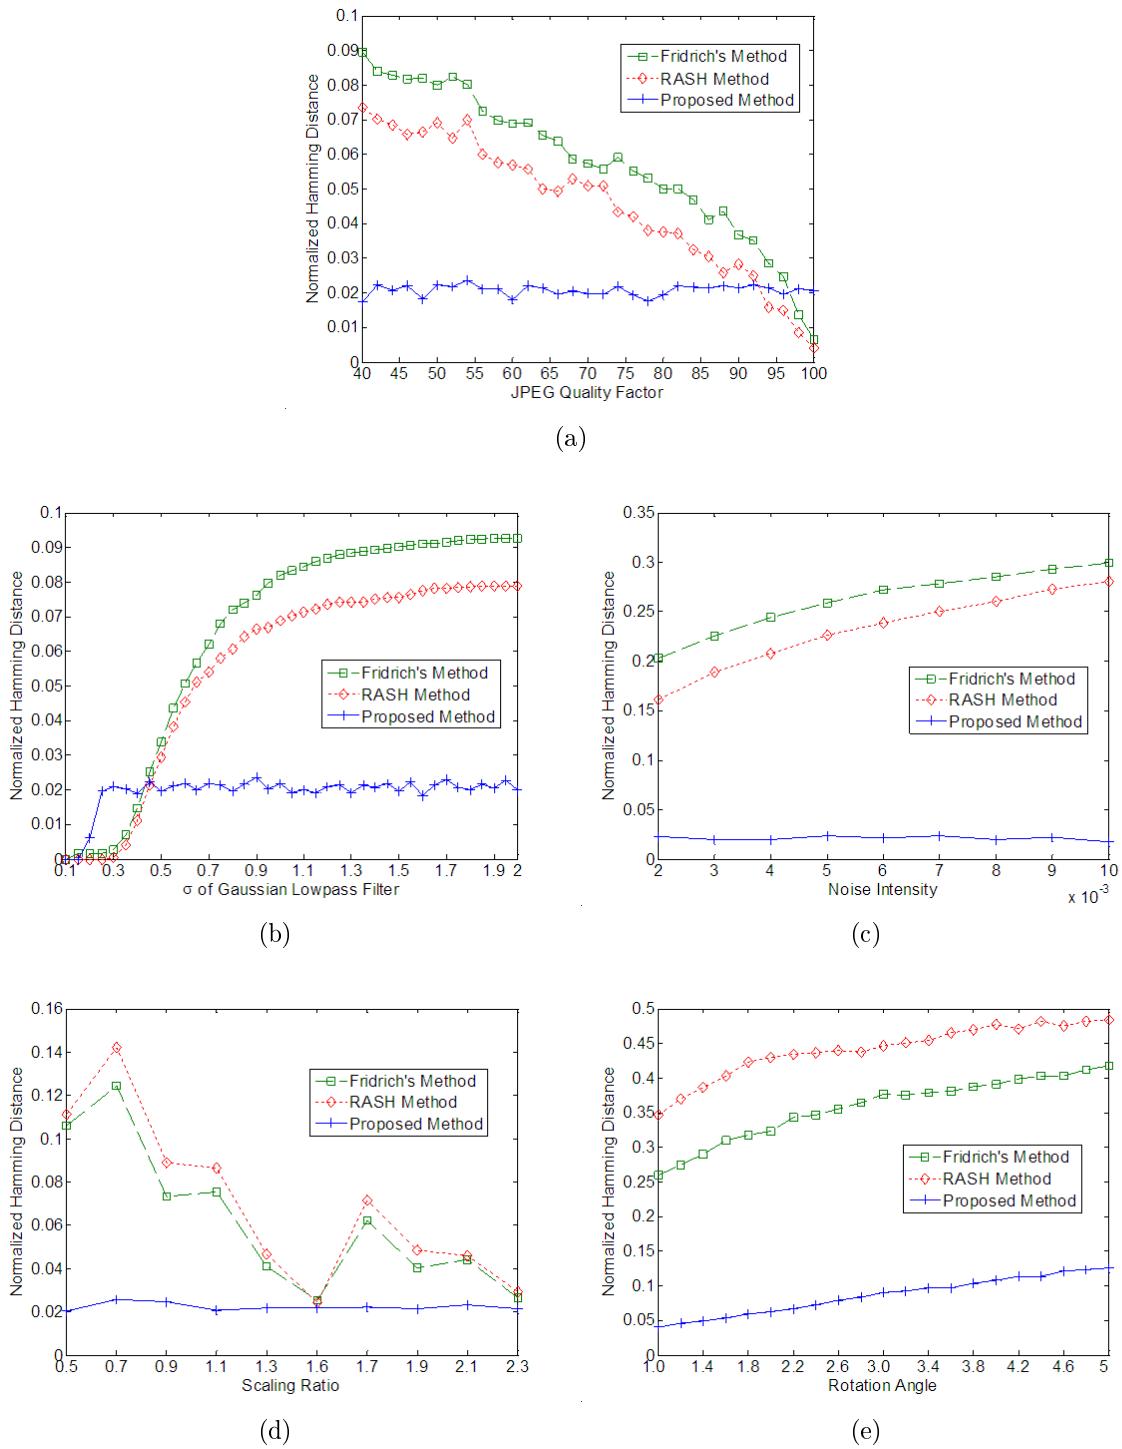 0.1
0.09
0.08
0.07
0.06
0.05
0.04
0.03
0.02
0.01
0
Normalized Hamming Distance
Fridrich's Method
RASH Method
Proposed Method
40 45 50 55 60 65 70 75 80 85 90 95 100
JPEG Quality Factor
(a)
0.1
0.09
0.08
0.07
0.06
0.05
0.04
0.03
0.02
0.01
0
Normalized Hamming Distance
Fridrich's Method
RASH Method
Proposed Method
0.1 0.3 0.5 0.7 0.9 1.1 1.3 1.5 1.7 1.9 2
σ of Gaussian Lowpass Filter
(b)
0.35
0.3
0.25
0.2
0.15
0.1
0.05
0
Normalized Hamming Distance
Fridrich's Method
RASH Method
Proposed Method
2 3 4 5 6 7 8 9 10
Noise Intensity
x 10⁻³
(c)
0.16
0.14
0.12
0.1
0.08
0.06
0.04
0.02
0
Normalized Hamming Distance
Fridrich's Method
RASH Method
Proposed Method
0.5 0.7 0.9 1.1 1.3 1.6 1.7 1.9 2.1 2.3
Scaling Ratio
(d)
0.5
0.45
0.4
0.35
0.3
0.25
0.2
0.15
0.1
0.05
0
Normalized Hamming Distance
Fridrich's Method
RASH Method
Proposed Method
1.0 1.4 1.8 2.2 2.6 3.0 3.4 3.8 4.2 4.6 5
Rotation Angle
(e)